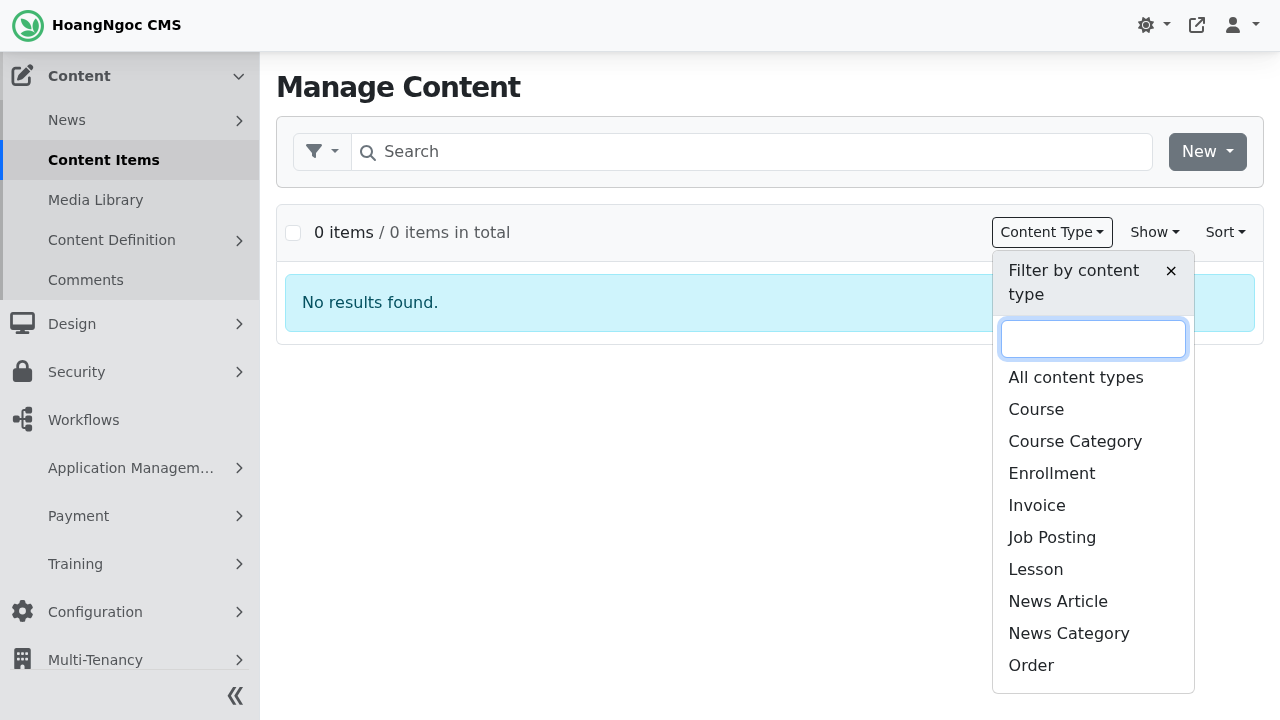 HoangNgoc CMS
Content
News
Content Items
Media Library
Content Definition
Comments
Design
Security
Workflows
Application Managem...
Payment
Training
Configuration
Multi-Tenancy
Manage Content
Search
New
0 items / 0 items in total
Content Type
Show
Sort
No results found.
Filter by content
type
All content types
Course
Course Category
Enrollment
Invoice
Job Posting
Lesson
News Article
News Category
Order